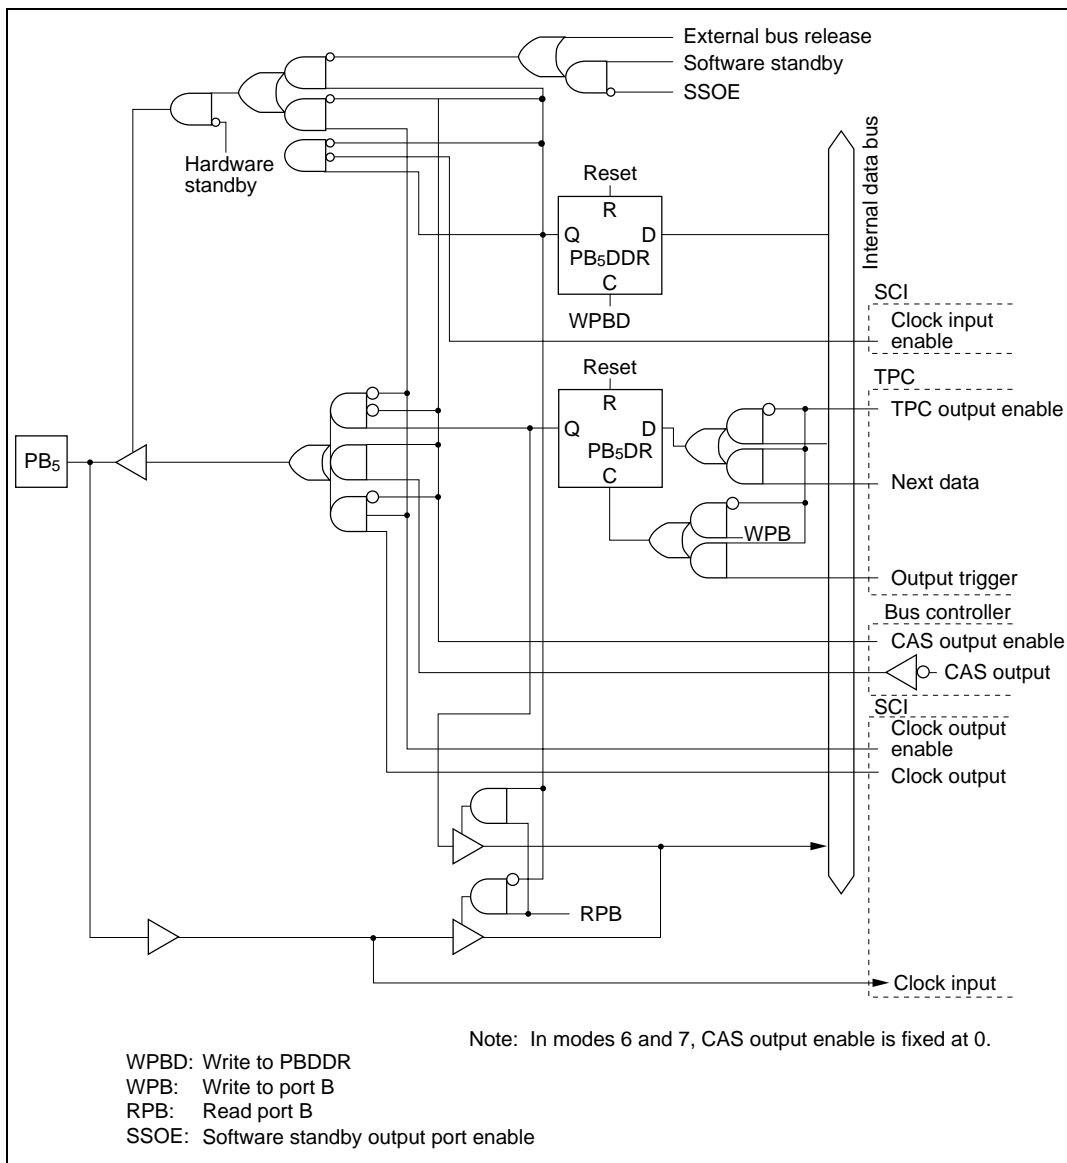 External bus release
Software standby
SSOE
Hardware
standby
Internal data bus
Reset
R
Q D
PB₅DDR
C
WPBD
SCI
Clock input
enable
Reset
R
Q D
PB₅DR
C
TPC
TPC output enable
Next data
WPB
Output trigger
PB₅
Bus controller
CAS output enable
CAS output
SCI
Clock output
enable
Clock output
RPB
Clock input
Note: In modes 6 and 7, CAS output enable is fixed at 0.
WPBD: Write to PBDDR
WPB: Write to port B
RPB: Read port B
SSOE: Software standby output port enable